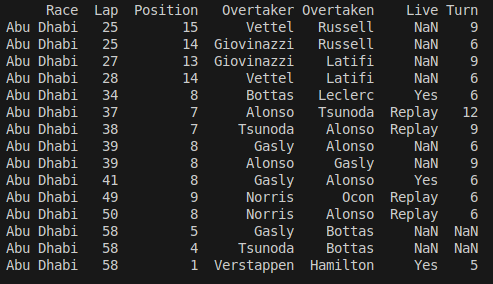 Race Lap Position Overtaker Overtaken Live Turn
Abu Dhabi 25 15 Vettel Russell NaN 9
Abu Dhabi 25 14 Giovinazzi Russell NaN 6
Abu Dhabi 27 13 Giovinazzi Latifi NaN 9
Abu Dhabi 28 14 Vettel Latifi NaN 6
Abu Dhabi 34 8 Bottas Leclerc Yes 6
Abu Dhabi 37 7 Alonso Tsunoda Replay 12
Abu Dhabi 38 7 Tsunoda Alonso Replay 9
Abu Dhabi 39 8 Gasly Alonso NaN 6
Abu Dhabi 39 8 Alonso Gasly NaN 9
Abu Dhabi 41 8 Gasly Alonso Yes 6
Abu Dhabi 49 9 Norris Ocon Replay 6
Abu Dhabi 50 8 Norris Alonso Replay 6
Abu Dhabi 58 5 Gasly Bottas NaN NaN
Abu Dhabi 58 4 Tsunoda Bottas NaN NaN
Abu Dhabi 58 1 Verstappen Hamilton Yes 5